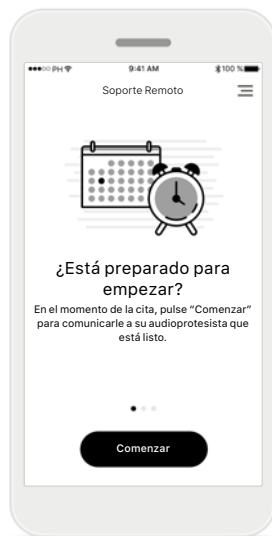 PH 9:41 AM 100 %
Soporte Remoto
¿Está preparado para
empezar?
En el momento de la cita, pulse “Comenzar”
para comunicarle a su audioprotesista que
está listo.
Comenzar